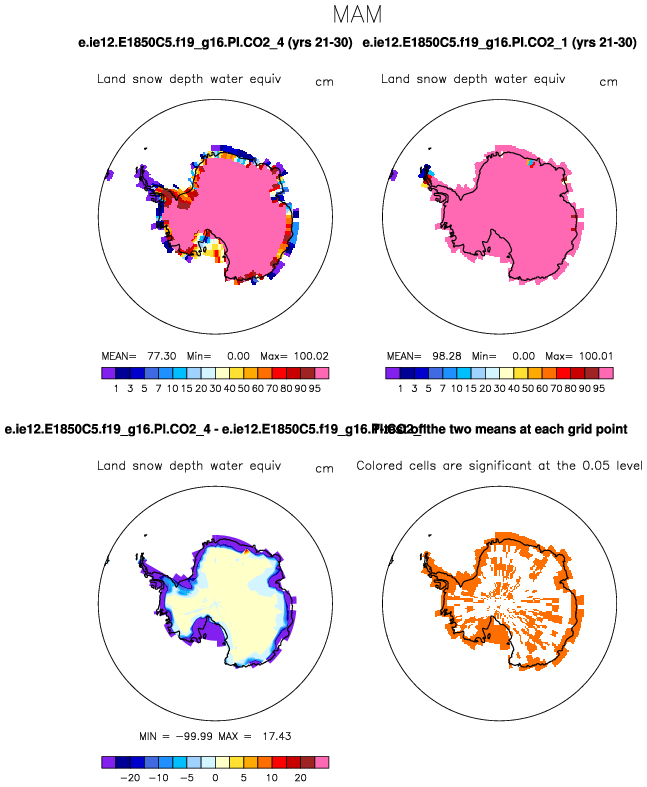 MAM
e.ie12.E1850C5.f19_g16.PI.CO2_4 (yrs 21-30) e.ie12.E1850C5.f19_g16.PI.CO2_1 (yrs 21-30)
Land snow depth water equiv cm Land snow depth water equiv cm
MEAN= 77.30 Min= 0.00 Max= 100.02 MEAN= 98.28 Min= 0.00 Max= 100.01
1 3 5 7 10 15 20 30 40 50 60 70 80 90 95 1 3 5 7 10 15 20 30 40 50 60 70 80 90 95
e.ie12.E1850C5.f19_g16.PI.CO2_4 - e.ie12.E1850C5.f19_g16.PI.CO2_ of the two means at each grid point
Land snow depth water equiv cm Colored cells are significant at the 0.05 level
MIN = −99.99 MAX = 17.43
−20 −10 −5 0 5 10 20